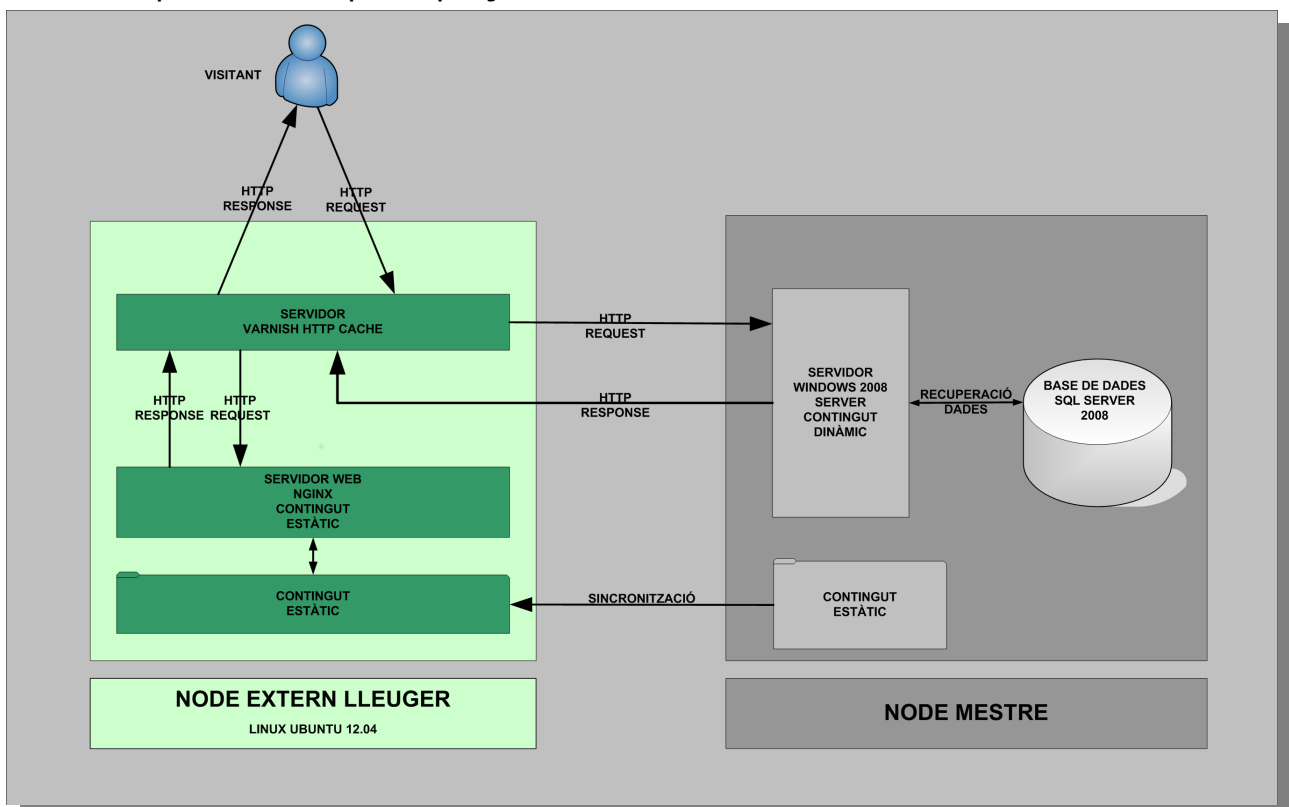 VISITANT
HTTP
RESPONSE
HTTP
REQUEST
SERVIDOR
VARNISH HTTP CACHE
HTTP
REQUEST
HTTP
RESPONSE
HTTP
RESPONSE
HTTP
REQUEST
SERVIDOR
WINDOWS 2008
SERVER
CONTINGUT
DINÀMIC
RECUPERACIÓ
DADES
BASE DE DADES
SQL SERVER
2008
SERVIDOR WEB
NGINX
CONTINGUT
ESTÀTIC
CONTINGUT
ESTÀTIC
SINCRONITZACIÓ
CONTINGUT
ESTÀTIC
NODE EXTERN LLEUGER
LINUX UBUNTU 12.04
NODE MESTRE